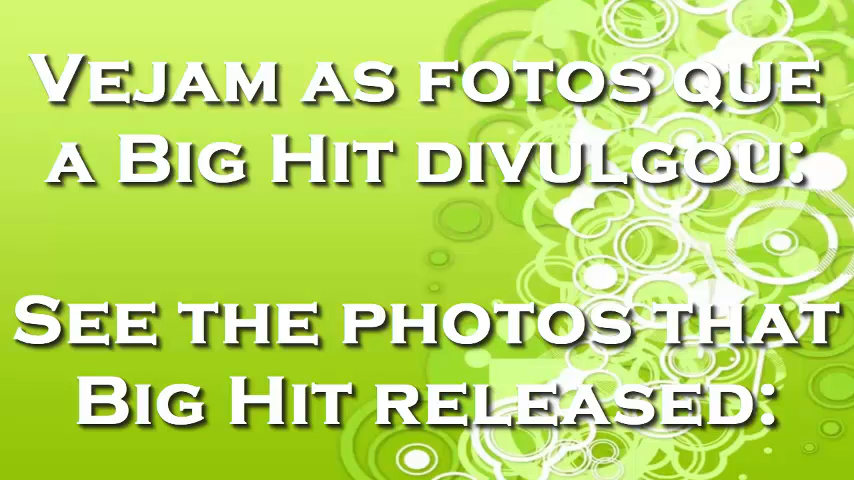 Vejam as fotos que
a Big Hit divulgou:
See the photos that
Big Hit released: